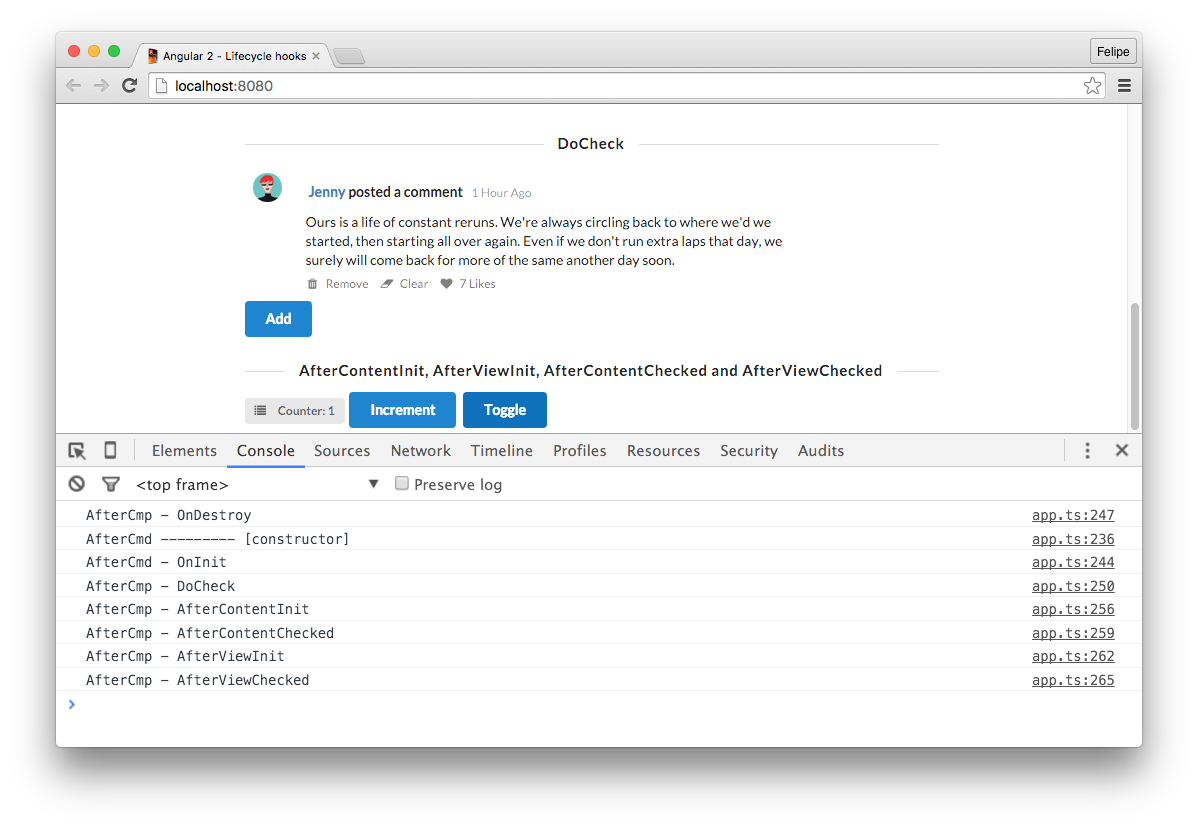 Angular 2 - Lifecycle hooks
Felipe
localhost:8080
DoCheck
Jenny posted a comment 1 Hour Ago
Ours is a life of constant reruns. We're always circling back to where we'd we
started, then starting all over again. Even if we don't run extra laps that day, we
surely will come back for more of the same another day soon.
Remove Clear 7 Likes
Add
AfterContentInit, AfterViewInit, AfterContentChecked and AfterViewChecked
Counter: 1 Increment Toggle
Elements Console Sources Network Timeline Profiles Resources Security Audits
<top frame> Preserve log
AfterCmp – OnDestroy app.ts:247
AfterCmd --------- [constructor] app.ts:236
AfterCmd – OnInit app.ts:244
AfterCmp – DoCheck app.ts:250
AfterCmp – AfterContentInit app.ts:256
AfterCmp – AfterContentChecked app.ts:259
AfterCmp – AfterViewInit app.ts:262
AfterCmp – AfterViewChecked app.ts:265